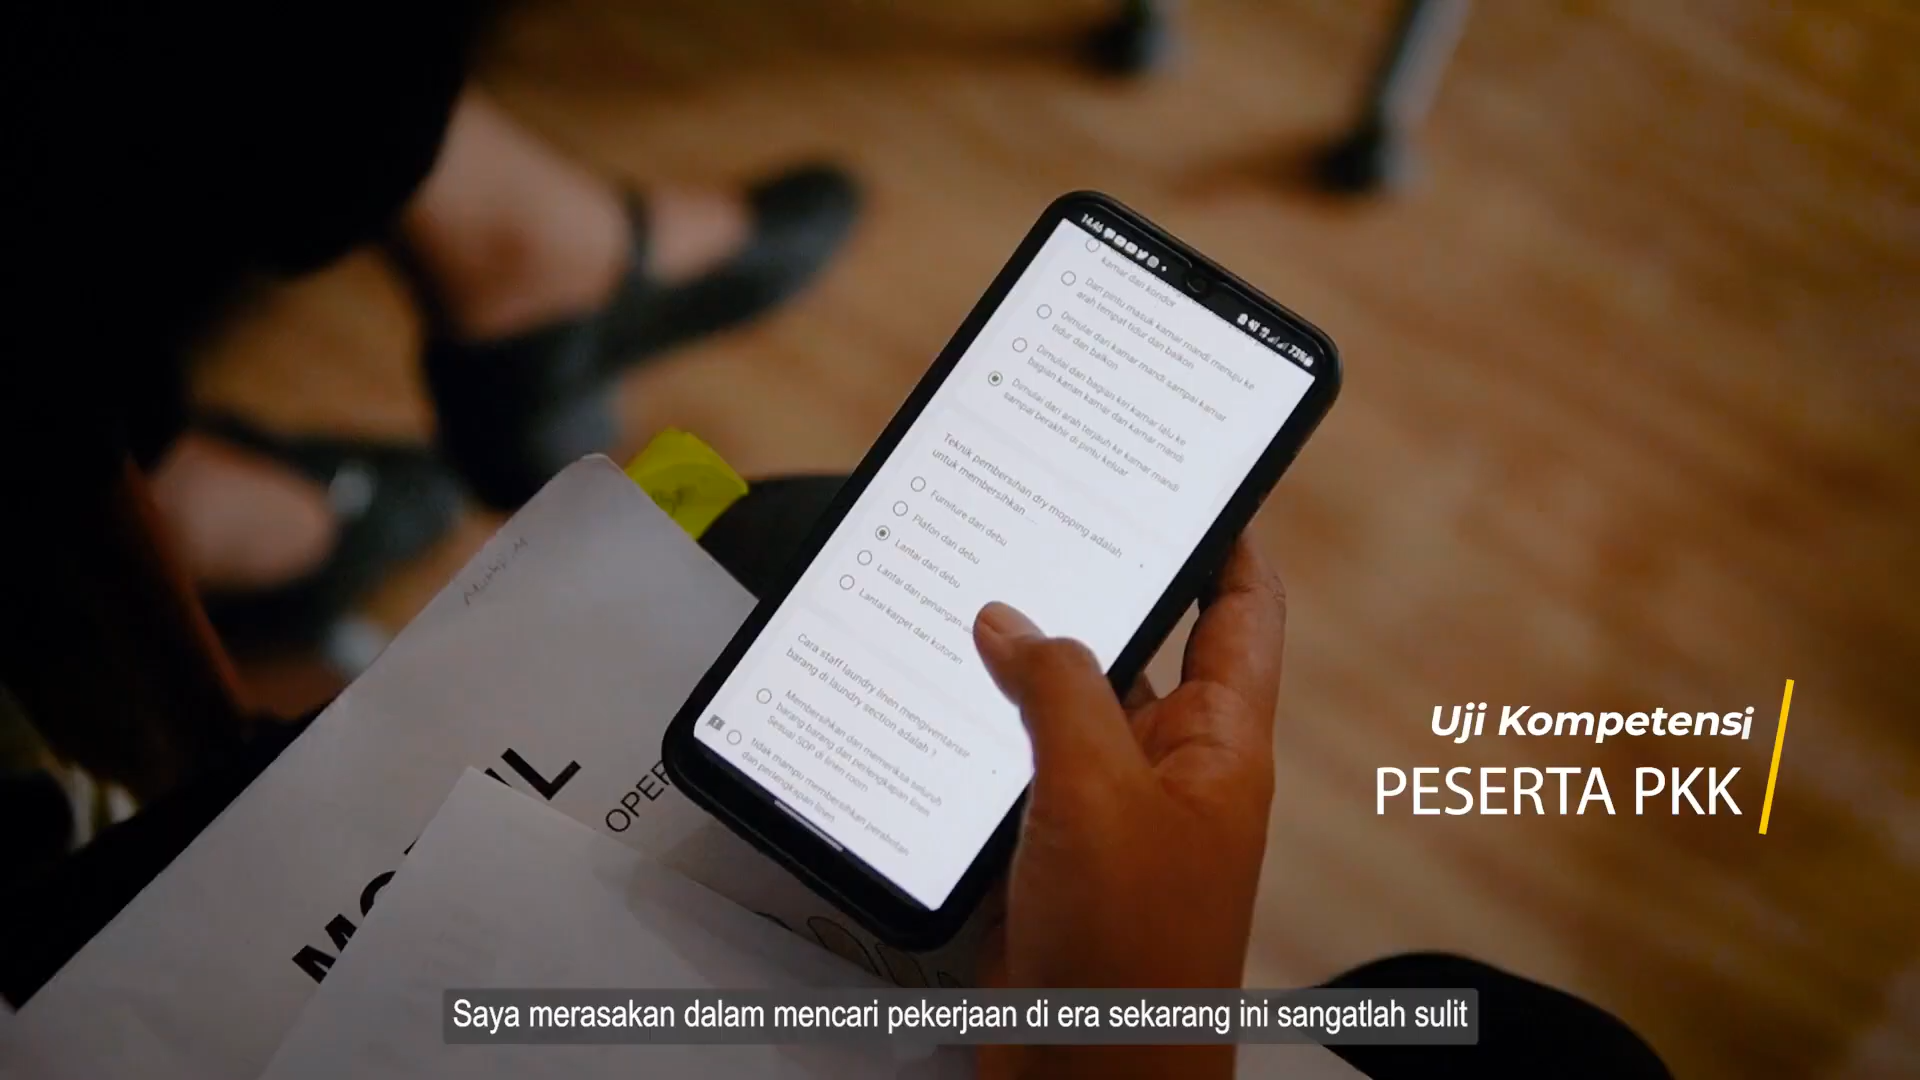 14.46
73%
kamar dan koridor
Dari pintu masuk kamar mandi menuju ke
arah tempat tidur dan balkon
Dimulai dari kamar mandi sampai kamar
tidur dan balkon
Dimulai dari bagian kiri kamar lalu ke
bagian kanan kamar dan kamar mandi
Dimulai dari arah terjauh ke kamar mandi
sampai berakhir di pintu keluar
Teknik pembersihan dry mopping adalah
untuk membersihkan ....
Furniture dari debu
Plafon dari debu
Lantai dari debu
Lantai dari genangan
Lantai karpet dari kotoran
Cara staff laundry linen mengiventarisir
barang di laundry section adalah ?
Membersihkan dan memeriksa seluruh
barang barang dan perlengkapan linen
Sesuai SOP di linen room
tidak mampu membersihkan perabotan
dan perlengkapan linen
Uji Kompetensi
PESERTA PKK
Saya merasakan dalam mencari pekerjaan di era sekarang ini sangatlah sulit